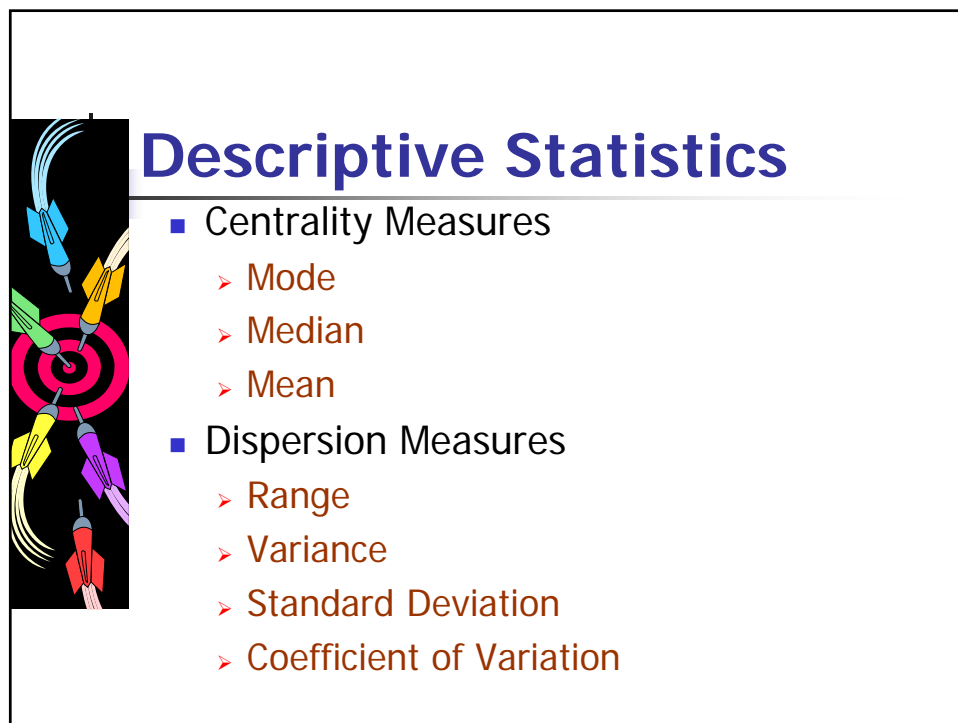 Descriptive Statistics
Centrality Measures
Mode
Median
Mean
Dispersion Measures
Range
Variance
Standard Deviation
Coefficient of Variation